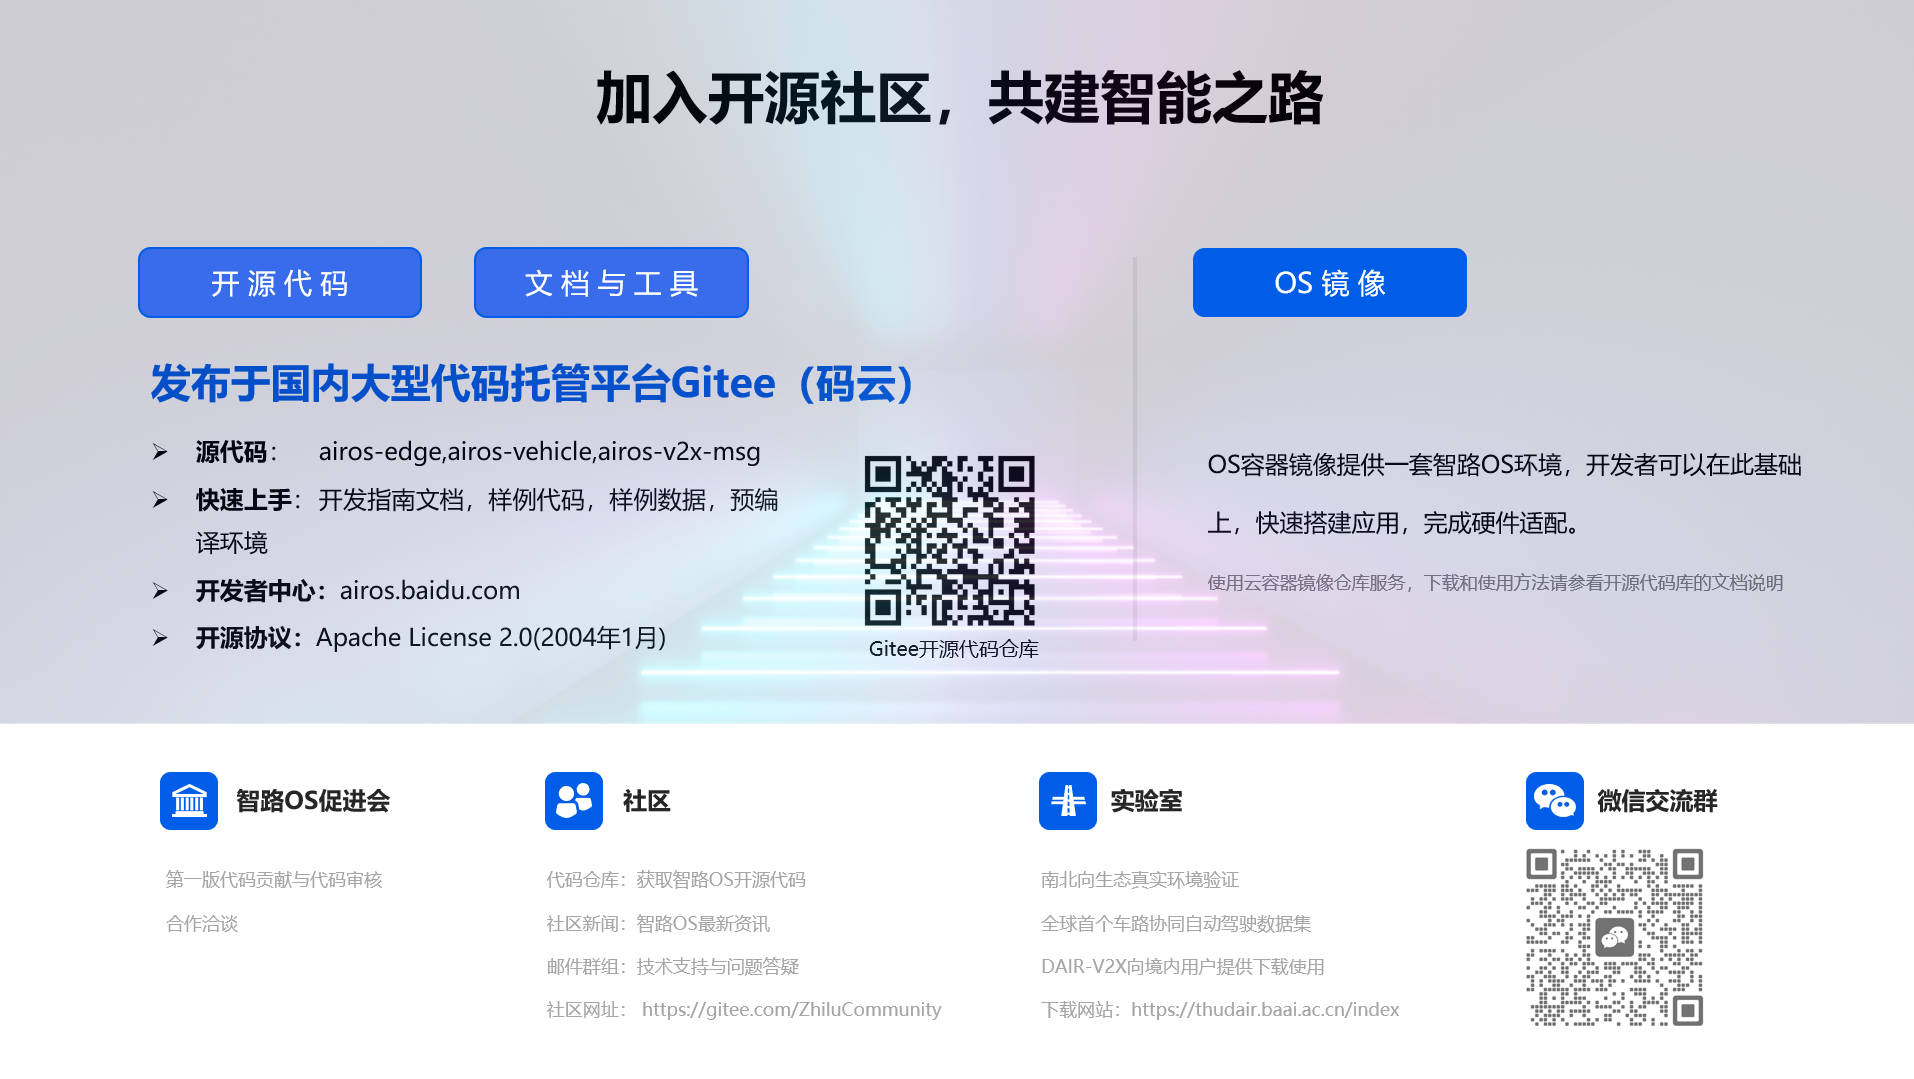 加入开源社区，共建智能之路
开源代码
文档与工具
OS 镜像
发布于国内大型代码托管平台Gitee（码云）
➢ 源代码： airos-edge,airos-vehicle,airos-v2x-msg
➢ 快速上手：开发指南文档，样例代码，样例数据，预编
译环境
➢ 开发者中心：airos.baidu.com
➢ 开源协议：Apache License 2.0(2004年1月)
Gitee开源代码仓库
OS容器镜像提供一套智路OS环境，开发者可以在此基础
上，快速搭建应用，完成硬件适配。
使用云容器镜像仓库服务，下载和使用方法请参看开源代码库的文档说明
智路OS促进会
第一版代码贡献与代码审核
合作洽谈
社区
代码仓库：获取智路OS开源代码
社区新闻：智路OS最新资讯
邮件群组：技术支持与问题答疑
社区网址： https://gitee.com/ZhiluCommunity
实验室
南北向生态真实环境验证
全球首个车路协同自动驾驶数据集
DAIR-V2X向境内用户提供下载使用
下载网站：https://thudair.baai.ac.cn/index
微信交流群